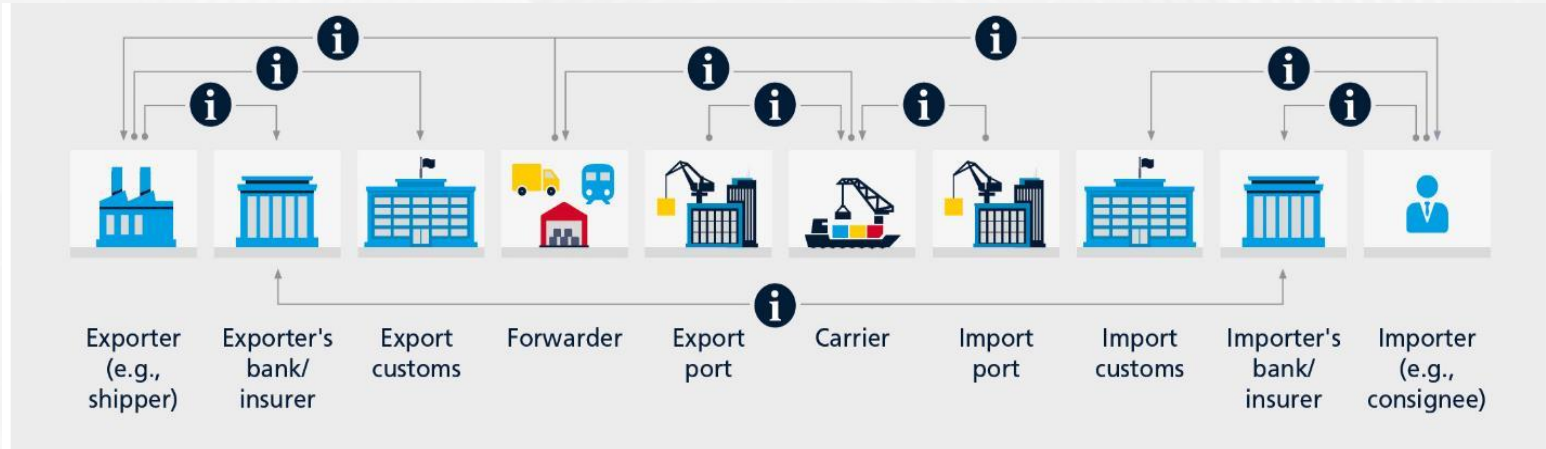 i
i
i
i
i
i
i
i
i
Exporter
(e.g.,
shipper)
Exporter's
bank/
insurer
Export
customs
Forwarder
Export
port
Carrier
Import
port
Import
customs
Importer's
bank/
insurer
Importer
(e.g.,
consignee)